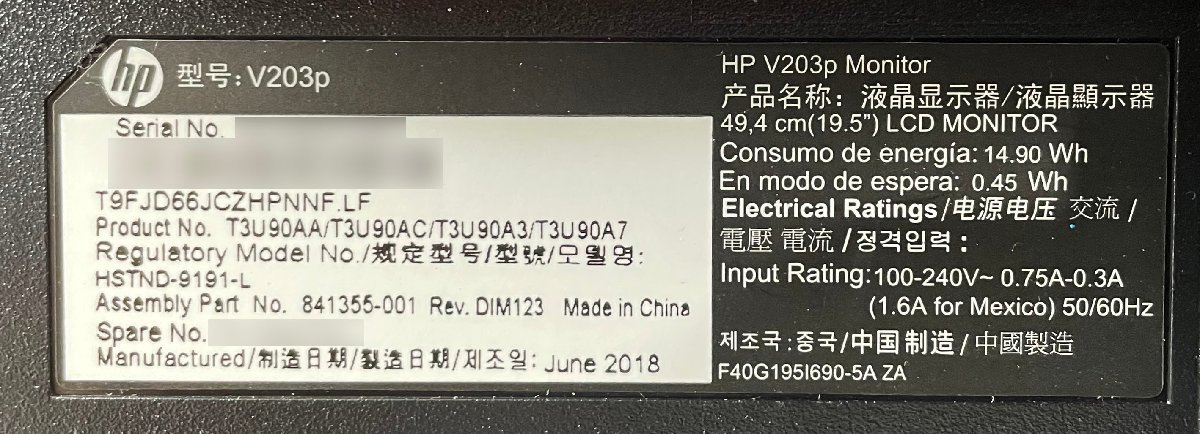 hp 型号: V203p
Serial No.
T9FJD66JCZHPNNF.LF
Product No. T3U90AA/T3U90AC/T3U90A3/T3U90A7
Regulatory Model No./规定型号/型號/모델명:
HSTND-9191-L
Assembly Part No. 841355-001 Rev. DIM123 Made in China
Spare No.
Manufactured/制造日期/製造日期/제조일: June 2018
HP V203p Monitor
产品名称: 液晶显示器/液晶顯示器
49,4 cm(19.5") LCD MONITOR
Consumo de energía: 14.90 Wh
En modo de espera: 0.45 Wh
Electrical Ratings/电源电压 交流 /
電壓 電流 /정격입력 :
Input Rating: 100-240V~ 0.75A-0.3A
(1.6A for Mexico) 50/60Hz
제조국 : 중국/中国制造/ 中國製造
F40G195I690-5A ZA